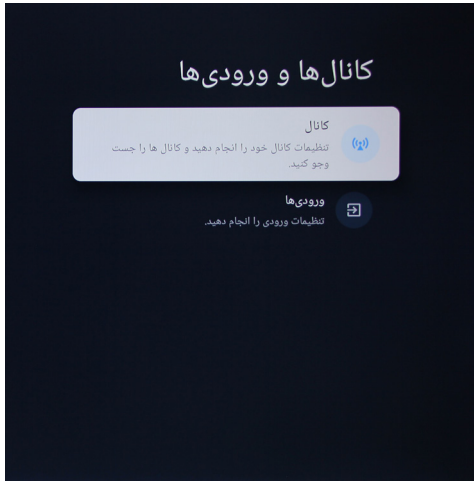 کانال‌ها و ورودی‌ها
کانال
تنظیمات کانال خود را انجام دهید و کانال ها را جست
وجو کنید.
ورودی‌ها
تنظیمات ورودی را انجام دهید.